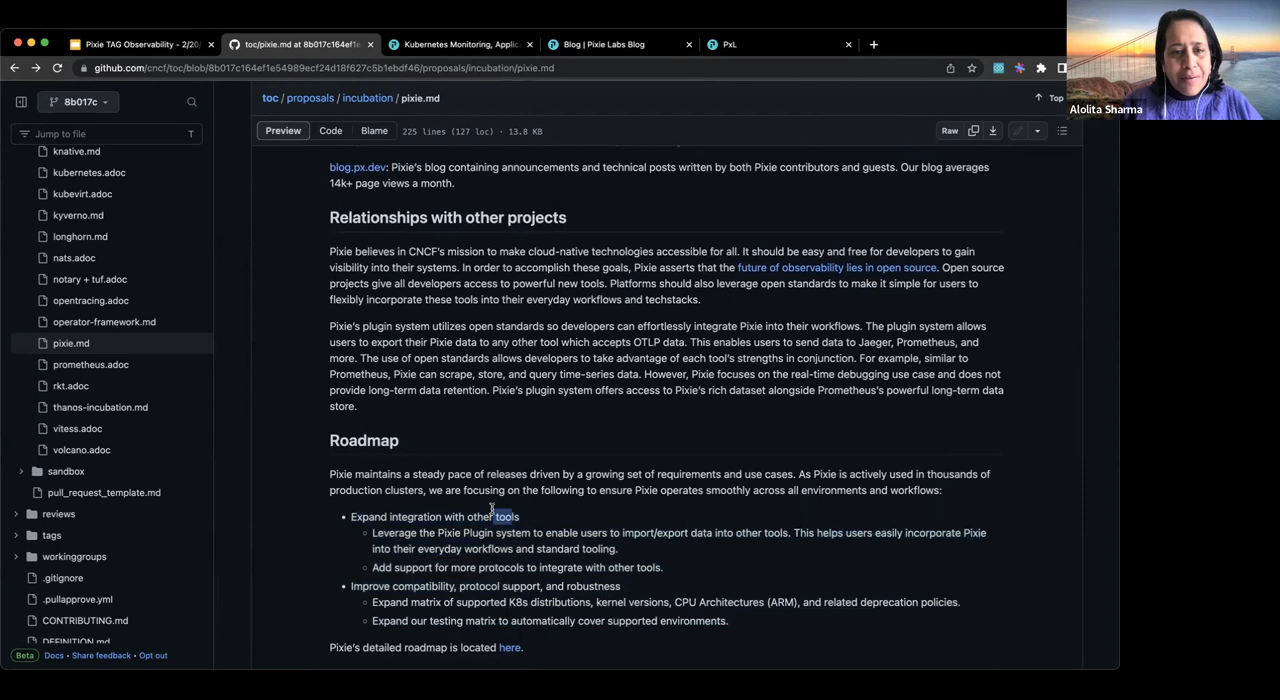 Pixie TAG Observability - 2/20/
toc/pixie.md at 8b017c164ef1e
Kubernetes Monitoring, Applic
Blog | Pixie Labs Blog
PxL
github.com/cncf/toc/blob/8b017c164ef1e54989ecf24d18f627c5b1ebdf46/proposals/incubation/pixie.md
Alolita Sharma
8b017c
toc / proposals / incubation / pixie.md
Top
Jump to file
T
Preview
Code
Blame
225 lines (127 loc) · 13.8 KB
Raw
knative.md
kubernetes.adoc
kubevirt.adoc
kyverno.md
longhorn.md
nats.adoc
notary + tuf.adoc
opentracing.adoc
operator-framework.md
pixie.md
prometheus.adoc
rkt.adoc
thanos-incubation.md
vitess.adoc
volcano.adoc
sandbox
pull_request_template.md
reviews
tags
workinggroups
.gitignore
.pullapprove.yml
CONTRIBUTING.md
DEFINITION.md
Beta Docs · Share feedback · Opt out
blog.px.dev: Pixie's blog containing announcements and technical posts written by both Pixie contributors and guests. Our blog averages
14k+ page views a month.
Relationships with other projects
Pixie believes in CNCF's mission to make cloud-native technologies accessible for all. It should be easy and free for developers to gain
visibility into their systems. In order to accomplish these goals, Pixie asserts that the future of observability lies in open source. Open source
projects give all developers access to powerful new tools. Platforms should also leverage open standards to make it simple for users to
flexibly incorporate these tools into their everyday workflows and techstacks.
Pixie's plugin system utilizes open standards so developers can effortlessly integrate Pixie into their workflows. The plugin system allows
users to export their Pixie data to any other tool which accepts OTLP data. This enables users to send data to Jaeger, Prometheus, and
more. The use of open standards allows developers to take advantage of each tool's strengths in conjunction. For example, similar to
Prometheus, Pixie can scrape, store, and query time-series data. However, Pixie focuses on the real-time debugging use case and does not
provide long-term data retention. Pixie's plugin system offers access to Pixie's rich dataset alongside Prometheus's powerful long-term data
store.
Roadmap
Pixie maintains a steady pace of releases driven by a growing set of requirements and use cases. As Pixie is actively used in thousands of
production clusters, we are focusing on the following to ensure Pixie operates smoothly across all environments and workflows:
• Expand integration with other tools
Leverage the Pixie Plugin system to enable users to import/export data into other tools. This helps users easily incorporate Pixie
into their everyday workflows and standard tooling.
Add support for more protocols to integrate with other tools.
• Improve compatibility, protocol support, and robustness
Expand matrix of supported K8s distributions, kernel versions, CPU Architectures (ARM), and related deprecation policies.
Expand our testing matrix to automatically cover supported environments.
Pixie's detailed roadmap is located here.